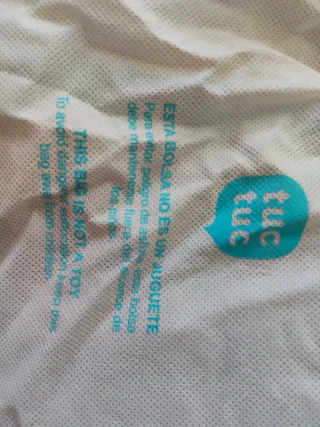 tuc
tuc
ESTA BOLSA NO ES UN JUGUETE
Para evitar peligro de asfixia, esta bolsa
debe mantenerse fuera del alcance de
los niños.
THIS BAG IS NOT A TOY
To avoid danger of suffocation keep this
bag away from children